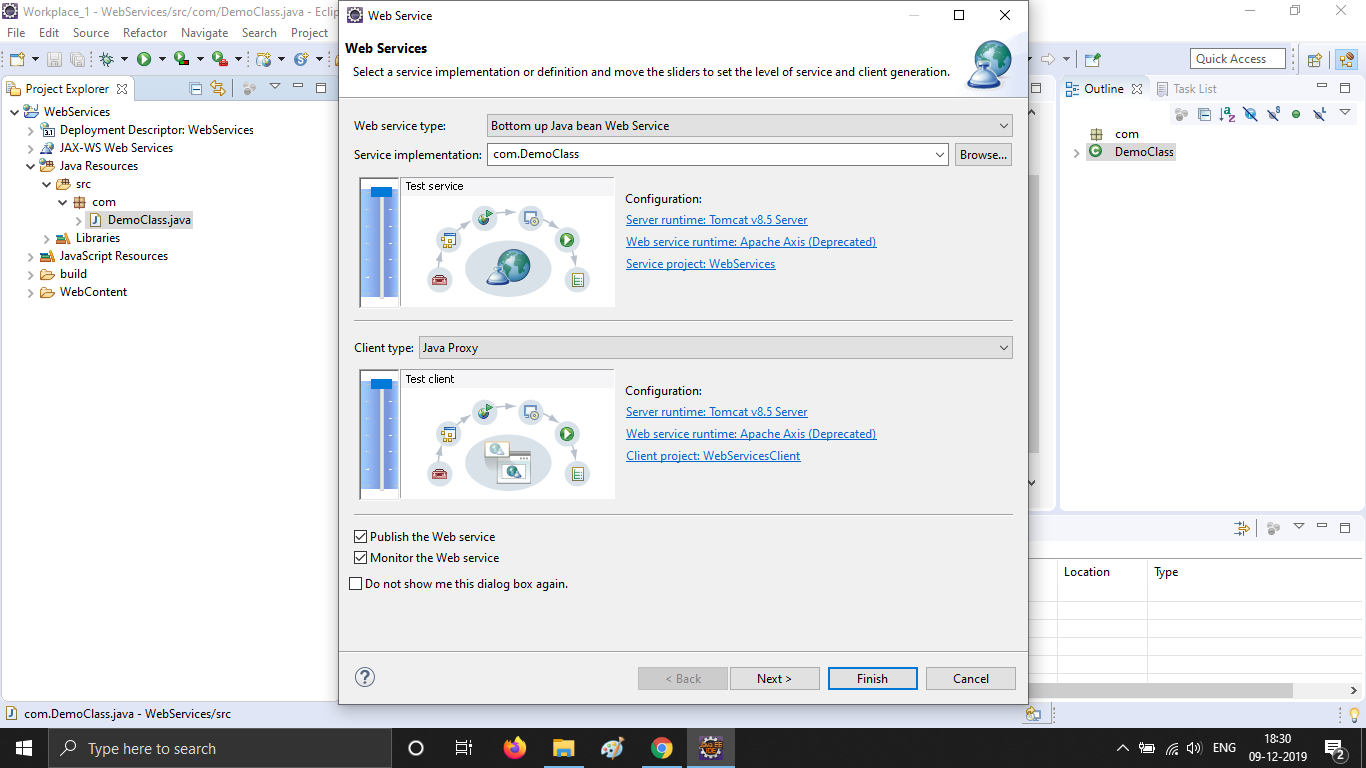 Workplace_1 - WebServices/src/com/DemoClass.java - Eclip
File Edit Source Refactor Navigate Search Project
Quick Access
Project Explorer
WebServices
3.1 Deployment Descriptor: WebServices
JAX-WS Web Services
Java Resources
src
com
DemoClass.java
Libraries
JavaScript Resources
build
WebContent
Web Service
Web Services
Select a service implementation or definition and move the sliders to set the level of service and client generation.
Web service type: Bottom up Java bean Web Service
Service implementation: com.DemoClass Browse...
Test service
Configuration:
Server runtime: Tomcat v8.5 Server
Web service runtime: Apache Axis (Deprecated)
Service project: WebServices
Client type: Java Proxy
Test client
Configuration:
Server runtime: Tomcat v8.5 Server
Web service runtime: Apache Axis (Deprecated)
Client project: WebServicesClient
Publish the Web service
Monitor the Web service
Do not show me this dialog box again.
< Back Next > Finish Cancel
Outline Task List
com
DemoClass
Location Type
com.DemoClass.java - WebServices/src
Type here to search
JAVA EE
IDE
ENG
18:30
09-12-2019
2